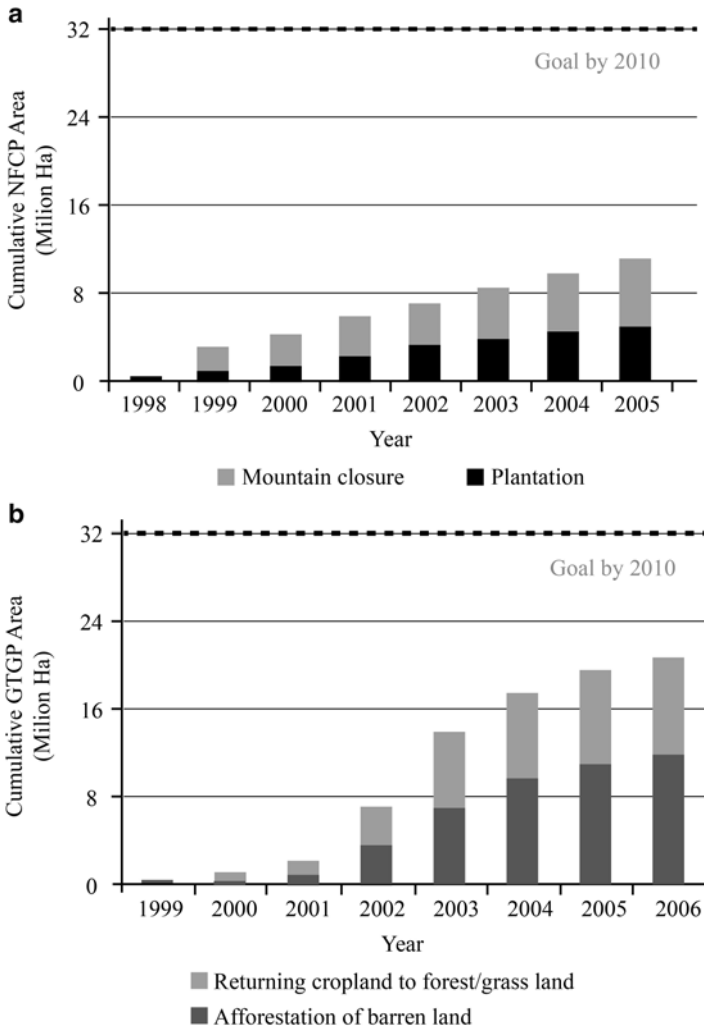 a
Cumulative NFCP Area
(Milion Ha)
32
24
16
8
0
Goal by 2010
1998 1999 2000 2001 2002 2003 2004 2005
Year
Mountain closure Plantation
b
Cumulative GTGP Area
(Milion Ha)
32
24
16
8
0
Goal by 2010
1999 2000 2001 2002 2003 2004 2005 2006
Year
Returning cropland to forest/grass land
Afforestation of barren land